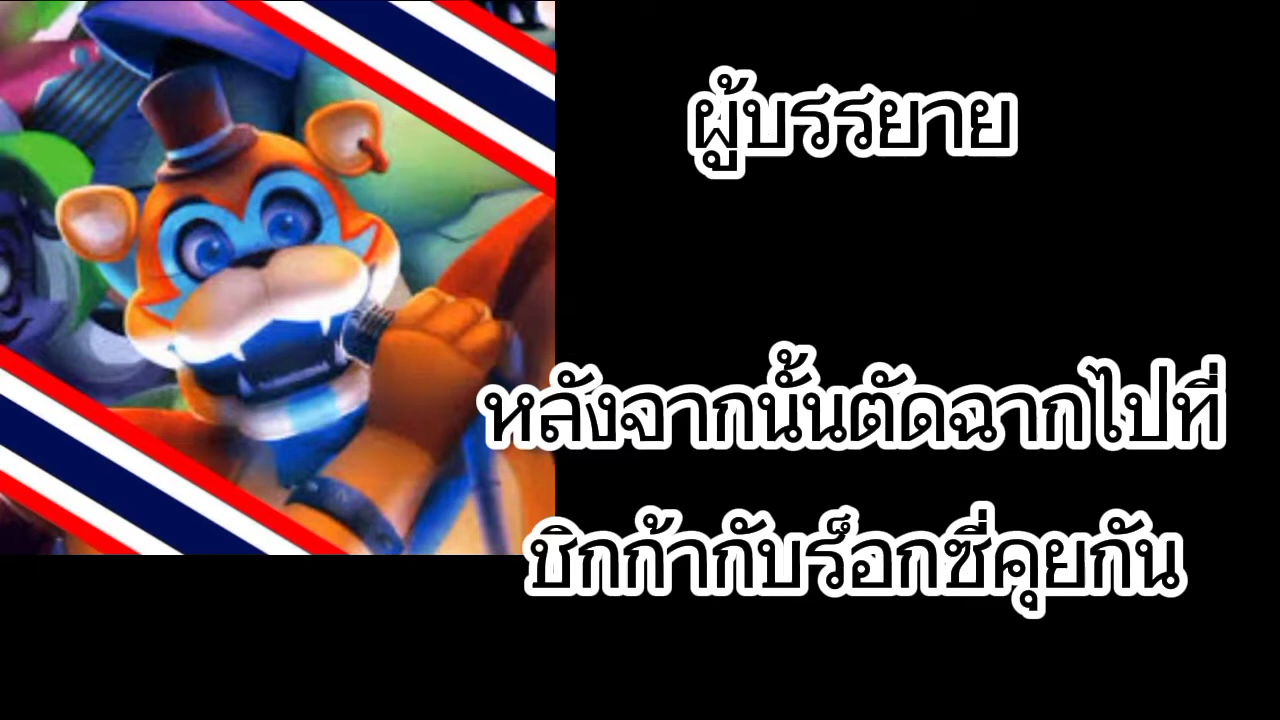 ผู้บรรยาย
หลังจากนั้นตัดฉากไปที่
ชิกก้ากับร็อกซี่คุยกัน